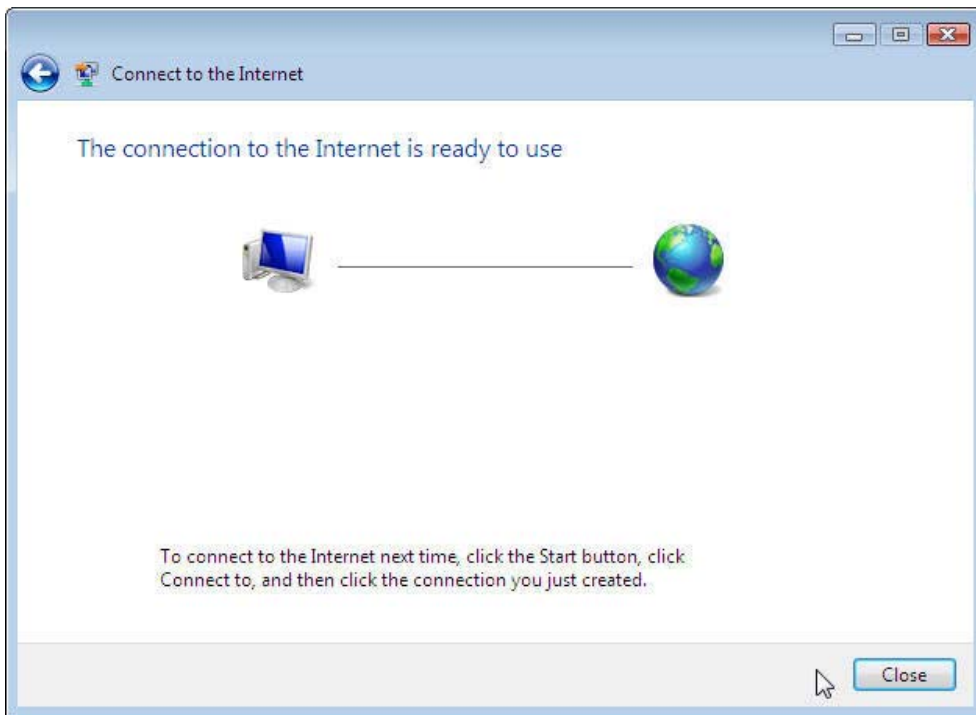 Connect to the Internet
The connection to the Internet is ready to use
To connect to the Internet next time, click the Start button, click
Connect to, and then click the connection you just created.
Close